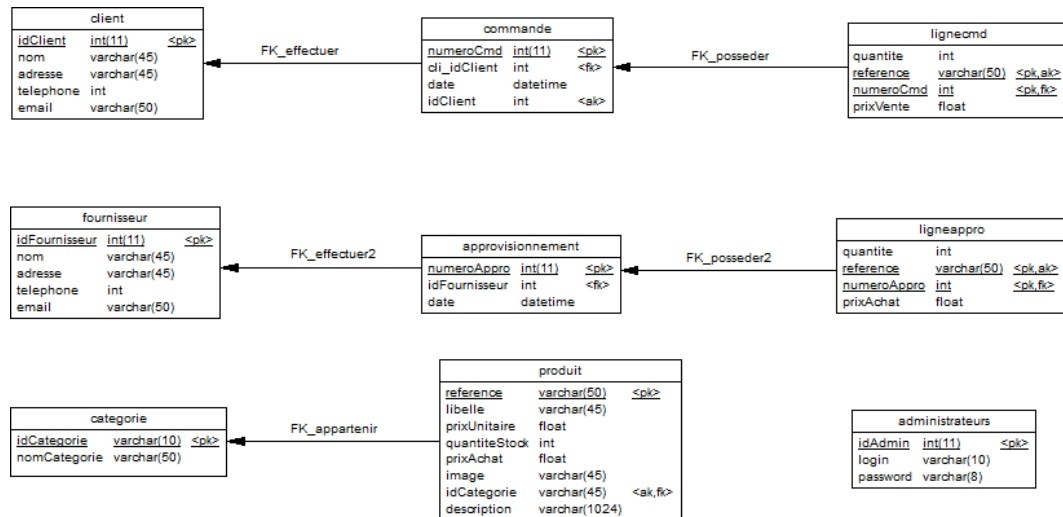 client
idClient int(11) <pk>
nom varchar(45)
adresse varchar(45)
telephone int
email varchar(50)
FK_effectuer
commande
numeroCmd int(11) <pk>
cli_idClient int <fk>
date datetime
idClient int <ak>
FK_posseder
lignecmd
quantite int
reference varchar(50) <pk,ak>
numeroCmd int <pk,fk>
prixVente float
fournisseur
idFournisseur int(11) <pk>
nom varchar(45)
adresse varchar(45)
telephone int
email varchar(50)
FK_effectuer2
approvisionnement
numeroAppro int(11) <pk>
idFournisseur int <fk>
date datetime
FK_posseder2
ligneappro
quantite int
reference varchar(50) <pk,ak>
numeroAppro int <pk,fk>
prixAchat float
categorie
idCategorie varchar(10) <pk>
nomCategorie varchar(50)
FK_appartenir
produit
reference varchar(50) <pk>
libelle varchar(45)
prixUnitaire float
quantiteStock int
prixAchat float
image varchar(45)
idCategorie varchar(45) <ak,fk>
description varchar(1024)
administrateurs
idAdmin int(11) <pk>
login varchar(10)
password varchar(8)